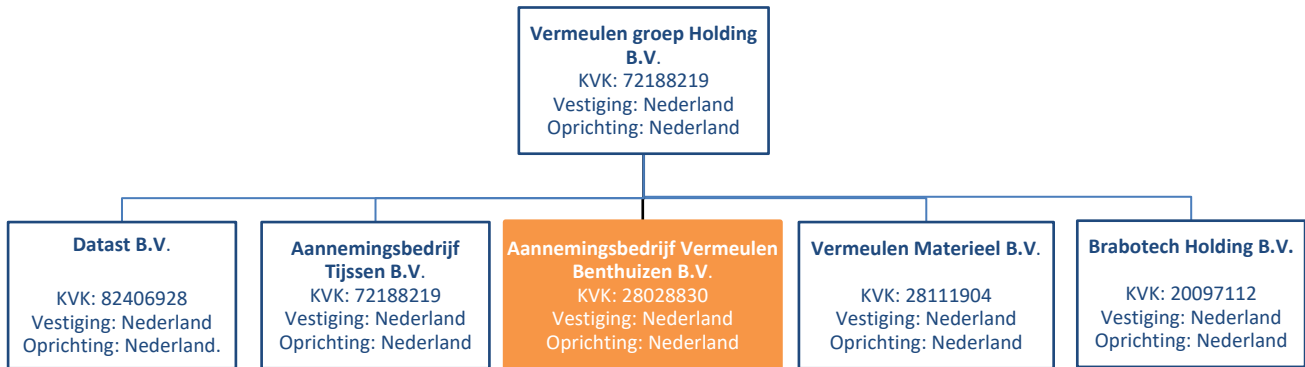 Vermeulen groep Holding
B.V.
KVK: 72188219
Vestiging: Nederland
Oprichting: Nederland
Datast B.V.
KVK: 82406928
Vestiging: Nederland
Oprichting: Nederland.
Aannemingsbedrijf
Tijssen B.V.
KVK: 72188219
Vestiging: Nederland
Oprichting: Nederland
Aannemingsbedrijf Vermeulen
Benthuizen B.V.
KVK: 28028830
Vestiging: Nederland
Oprichting: Nederland
Vermeulen Materieel B.V.
KVK: 28111904
Vestiging: Nederland
Oprichting: Nederland
Brabotech Holding B.V.
KVK: 20097112
Vestiging: Nederland
Oprichting: Nederland